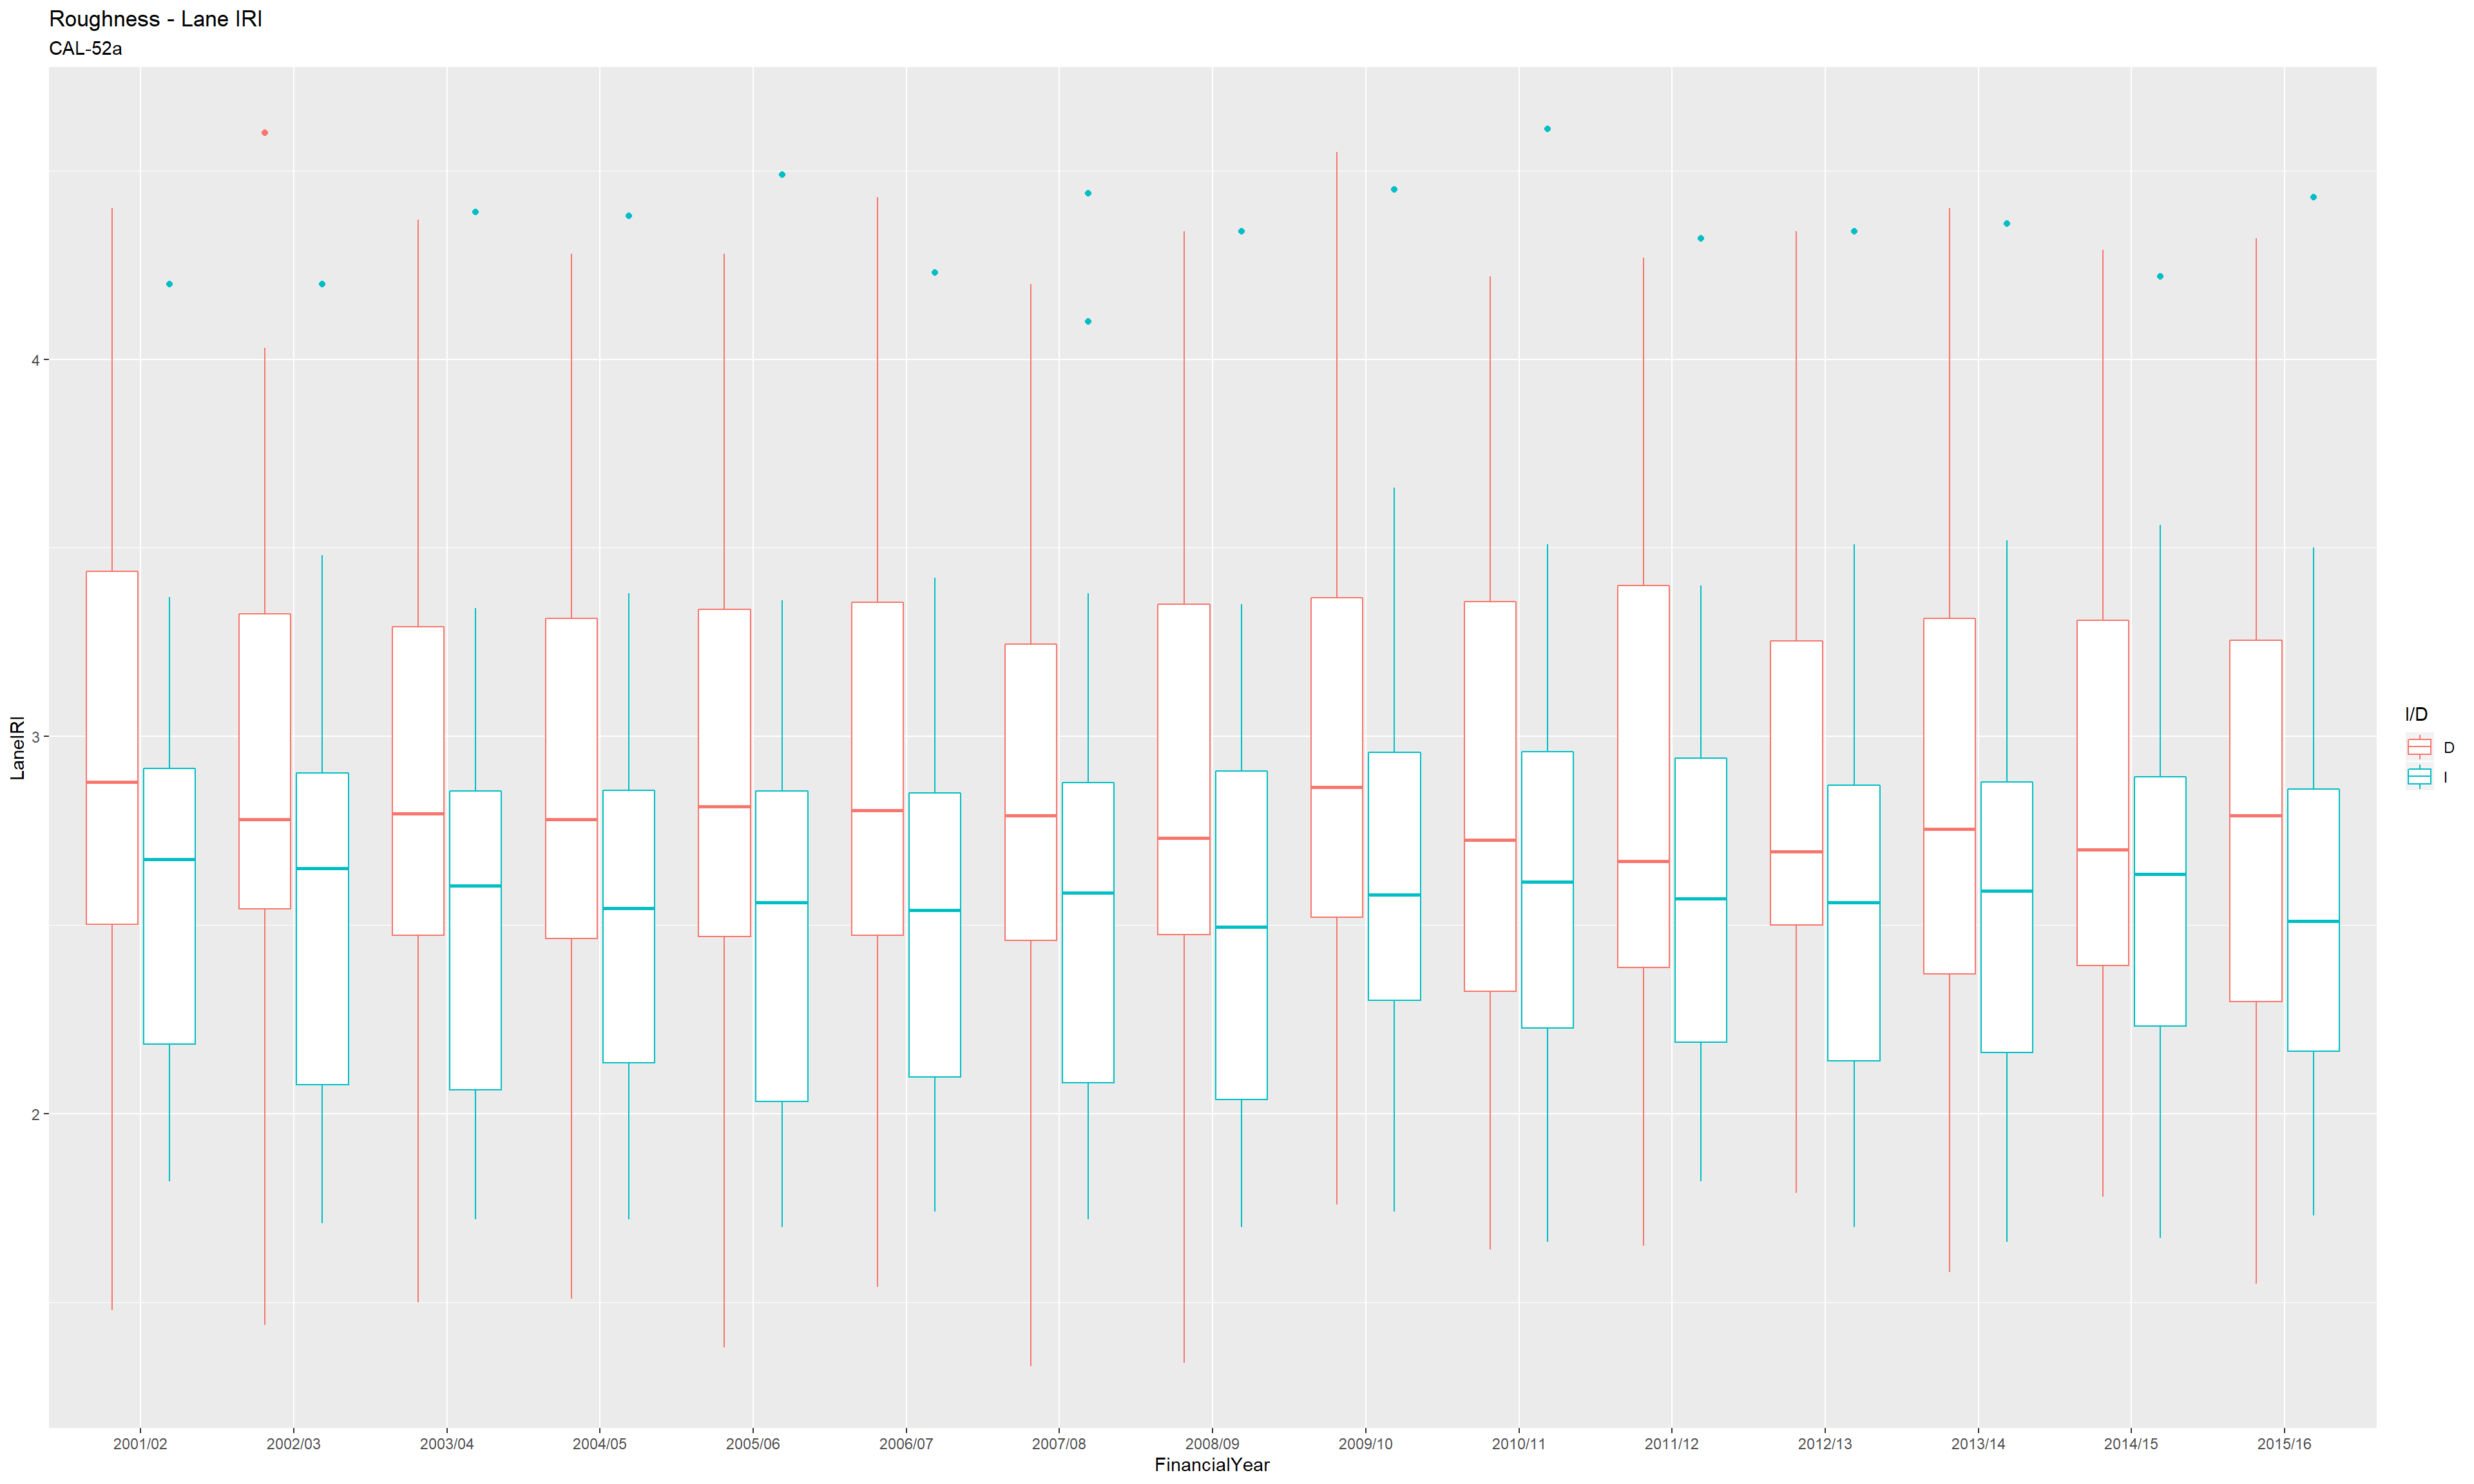 Roughness - Lane IRI
CAL-52a
LaneIRI
4
3
2
2001/02
2002/03
2003/04
2004/05
2005/06
2006/07
2007/08
2008/09
2009/10
2010/11
2011/12
2012/13
2013/14
2014/15
2015/16
FinancialYear
I/D
D
I